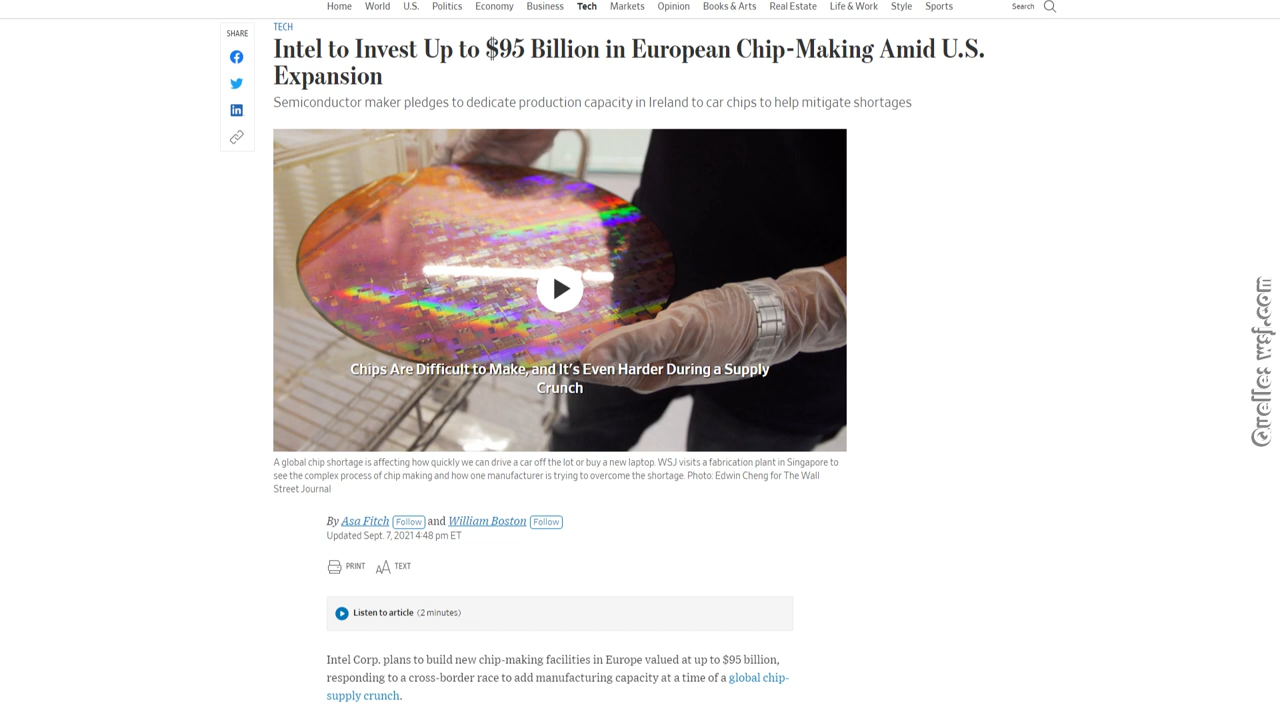 Home World U.S. Politics Economy Business Tech Markets Opinion Books & Arts Real Estate Life & Work Style Sports Search
SHARE
TECH
Intel to Invest Up to $95 Billion in European Chip-Making Amid U.S.
Expansion
Semiconductor maker pledges to dedicate production capacity in Ireland to car chips to help mitigate shortages
Chips Are Difficult to Make, and It's Even Harder During a Supply
Crunch
A global chip shortage is affecting how quickly we can drive a car off the lot or buy a new laptop. WSJ visits a fabrication plant in Singapore to
see the complex process of chip making and how one manufacturer is trying to overcome the shortage. Photo: Edwin Cheng for The Wall
Street Journal
By Asa Fitch Follow and William Boston Follow
Updated Sept. 7, 2021 4:48 pm ET
PRINT AA TEXT
Listen to article (2 minutes)
Intel Corp. plans to build new chip-making facilities in Europe valued at up to $95 billion,
responding to a cross-border race to add manufacturing capacity at a time of a global chip-
supply crunch.
Quelle: wsj.com